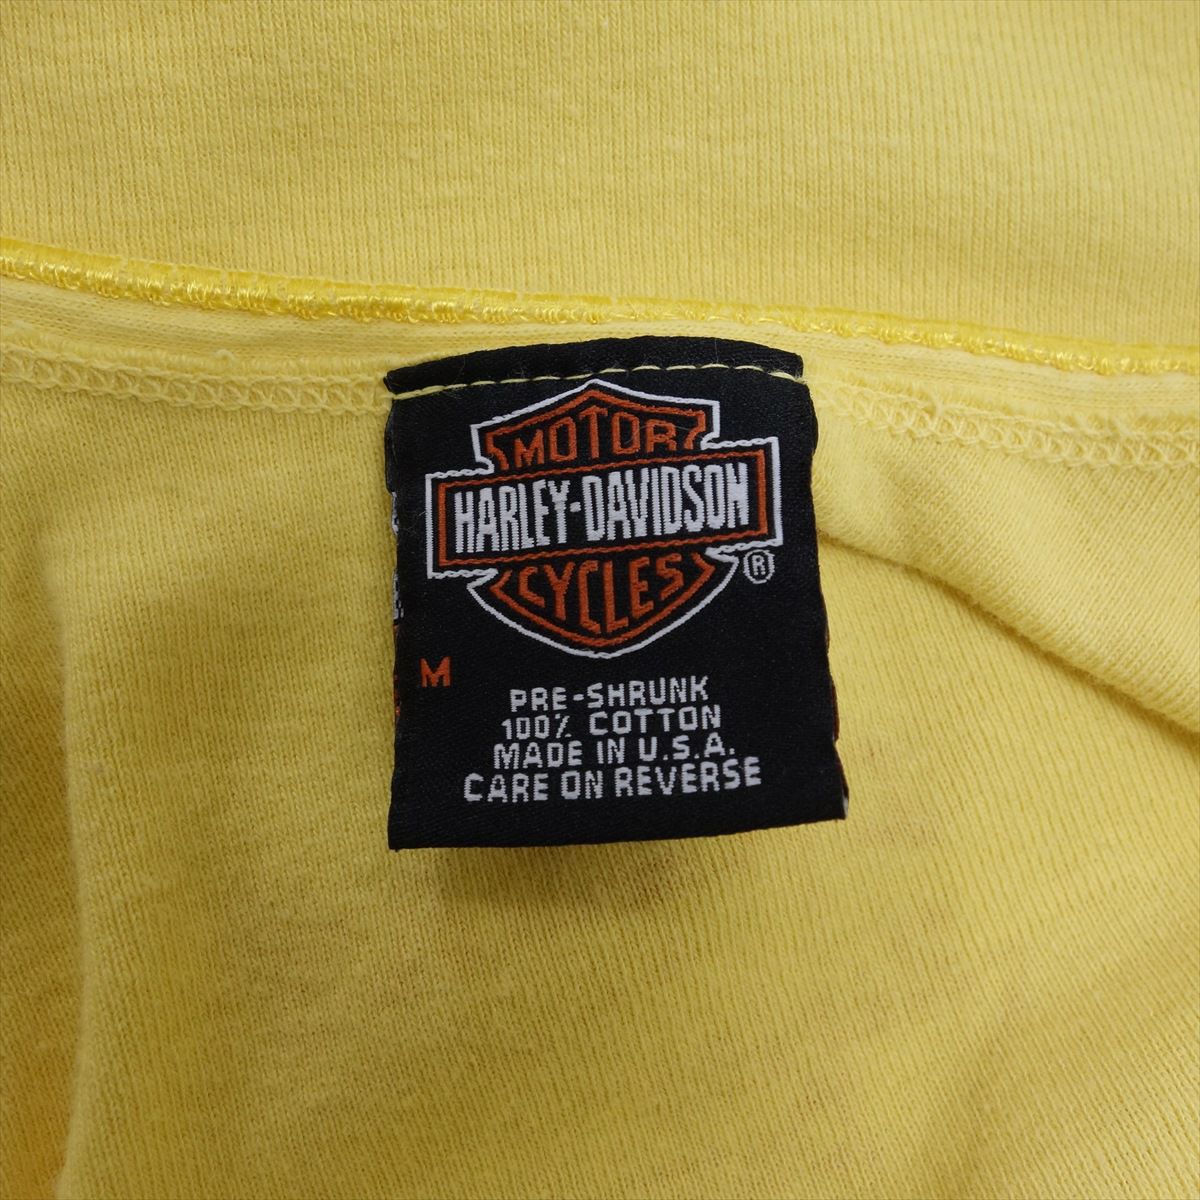 MOTOR
HARLEY-DAVIDSON
CYCLES
®
M
PRE-SHRUNK
100% COTTON
MADE IN U.S.A.
CARE ON REVERSE